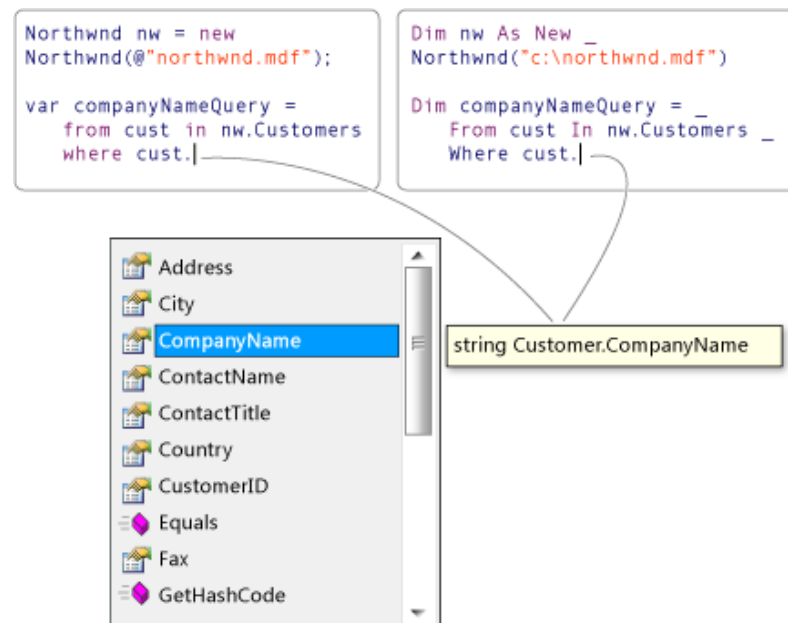 Northwnd nw = new
Northwnd(@"northwnd.mdf");
var companyNameQuery =
from cust in nw.Customers
where cust.
Dim nw As New _
Northwnd("c:\northwnd.mdf")
Dim companyNameQuery = _
From cust In nw.Customers _
Where cust.
Address
City
CompanyName
ContactName
ContactTitle
Country
CustomerID
Equals
Fax
GetHashCode
string Customer.CompanyName